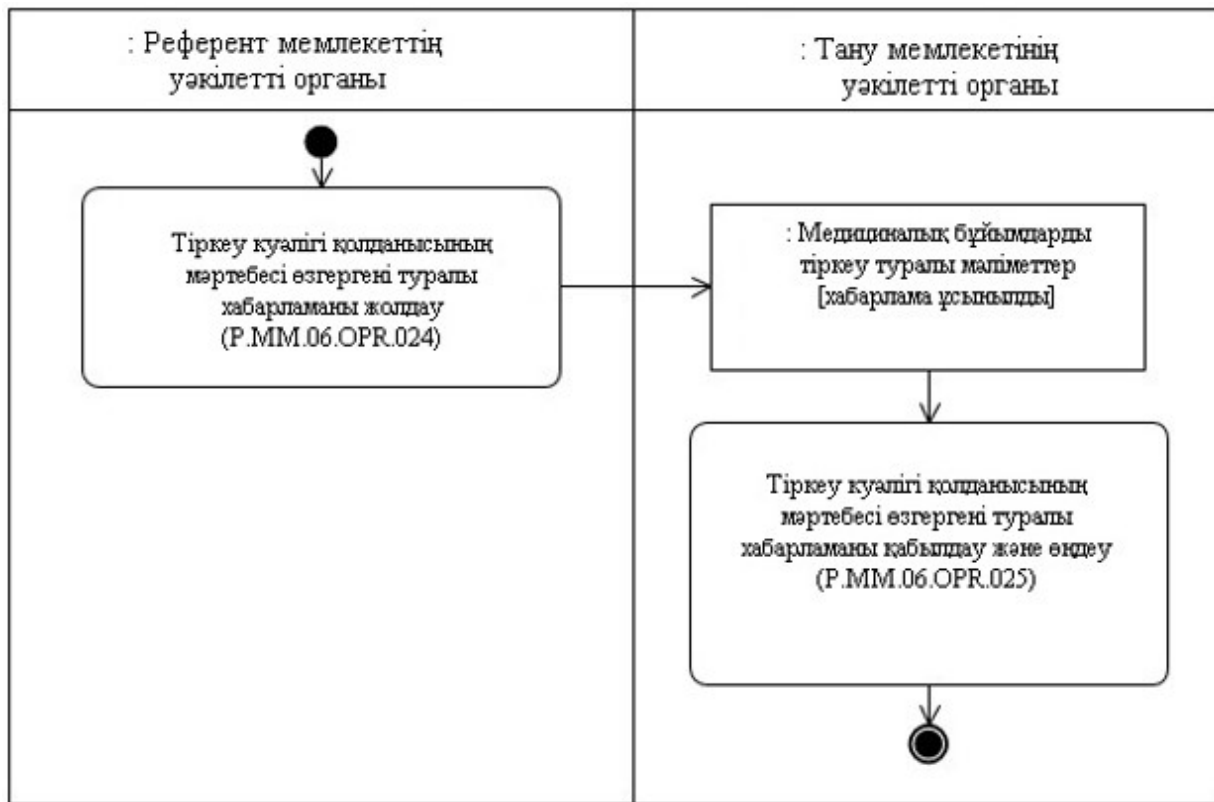 : Референт мемлекеттің
уәкілетті органы
: Тану мемлекетінің
уәкілетті органы
Тіркеу куәлігі қолданысының
мәртебесі өзгергені туралы
хабарламаны жолдау
(P.MM.06.OPR.024)
: Медициналық бұйымдарды
тіркеу туралы мәліметтер
[хабарлама ұсынылды]
Тіркеу куәлігі қолданысының
мәртебесі өзгергені туралы
хабарламаны қабылдау және өңдеу
(P.MM.06.OPR.025)